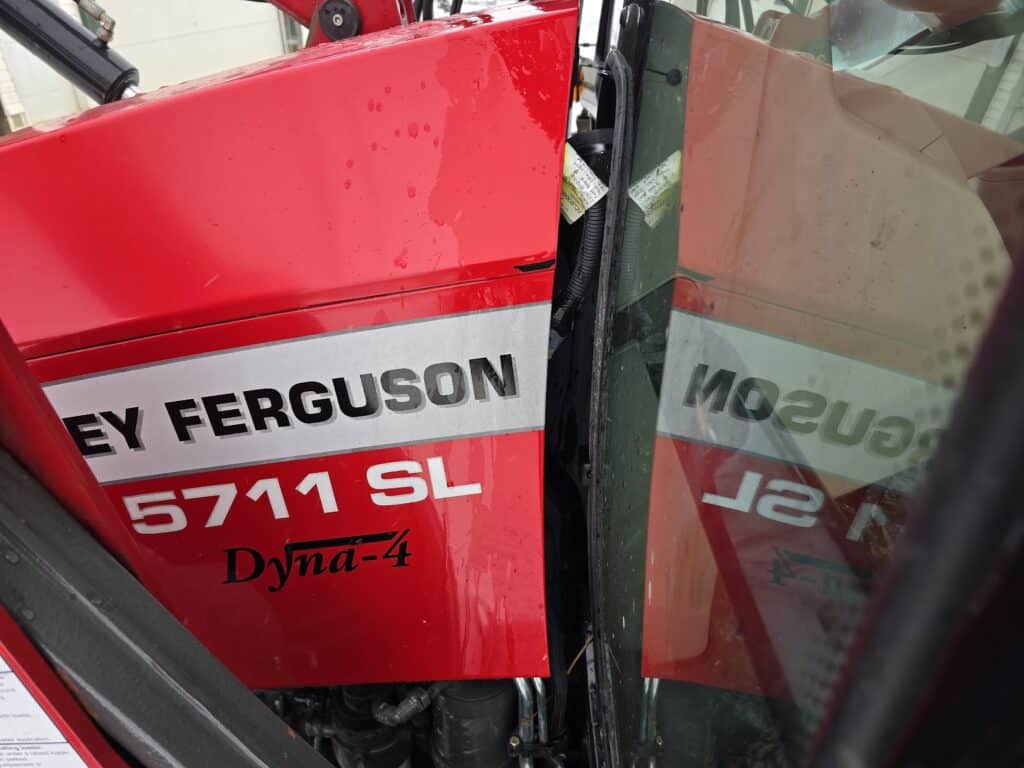 EY FERGUSON
5711 SL
Dyna-4